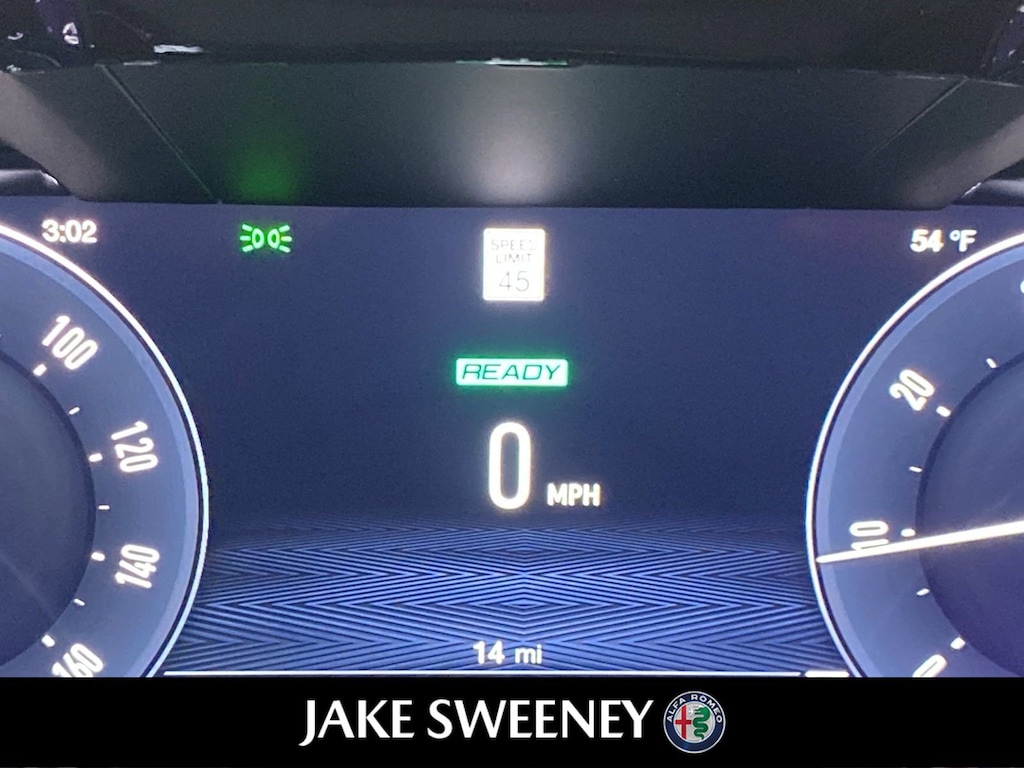 3:02
SPEED
LIMIT
45
54 °F
READY
100
120
140
160
20
10
0
0 MPH
14 mi
JAKE SWEENEY
ALFA ROMEO